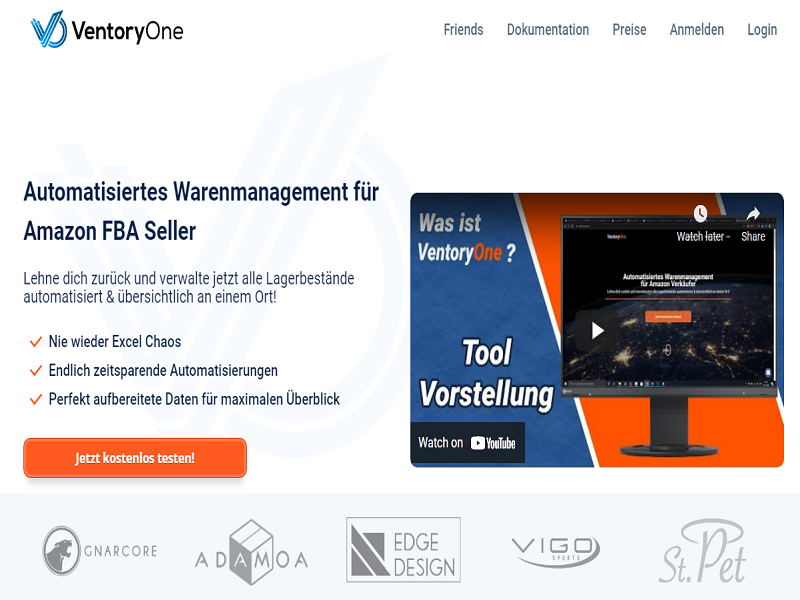 VentoryOne
Friends
Dokumentation
Preise
Anmelden
Login
Automatisiertes Warenmanagement für
Amazon FBA Seller
Lehne dich zurück und verwalte jetzt alle Lagerbestände
automatisiert & übersichtlich an einem Ort!
Nie wieder Excel Chaos
Endlich zeitsparende Automatisierungen
Perfekt aufbereitete Daten für maximalen Überblick
Jetzt kostenlos testen!
Was ist
VentoryOne ?
Watch later
Share
VentoryOne
Automatisiertes Warenmanagement
für Amazon Verkäufer
Tool
Vorstellung
Watch on YouTube
GNARCORE
ADAMOA
EDGE
DESIGN
VIGO
SPORTS
St. Pet